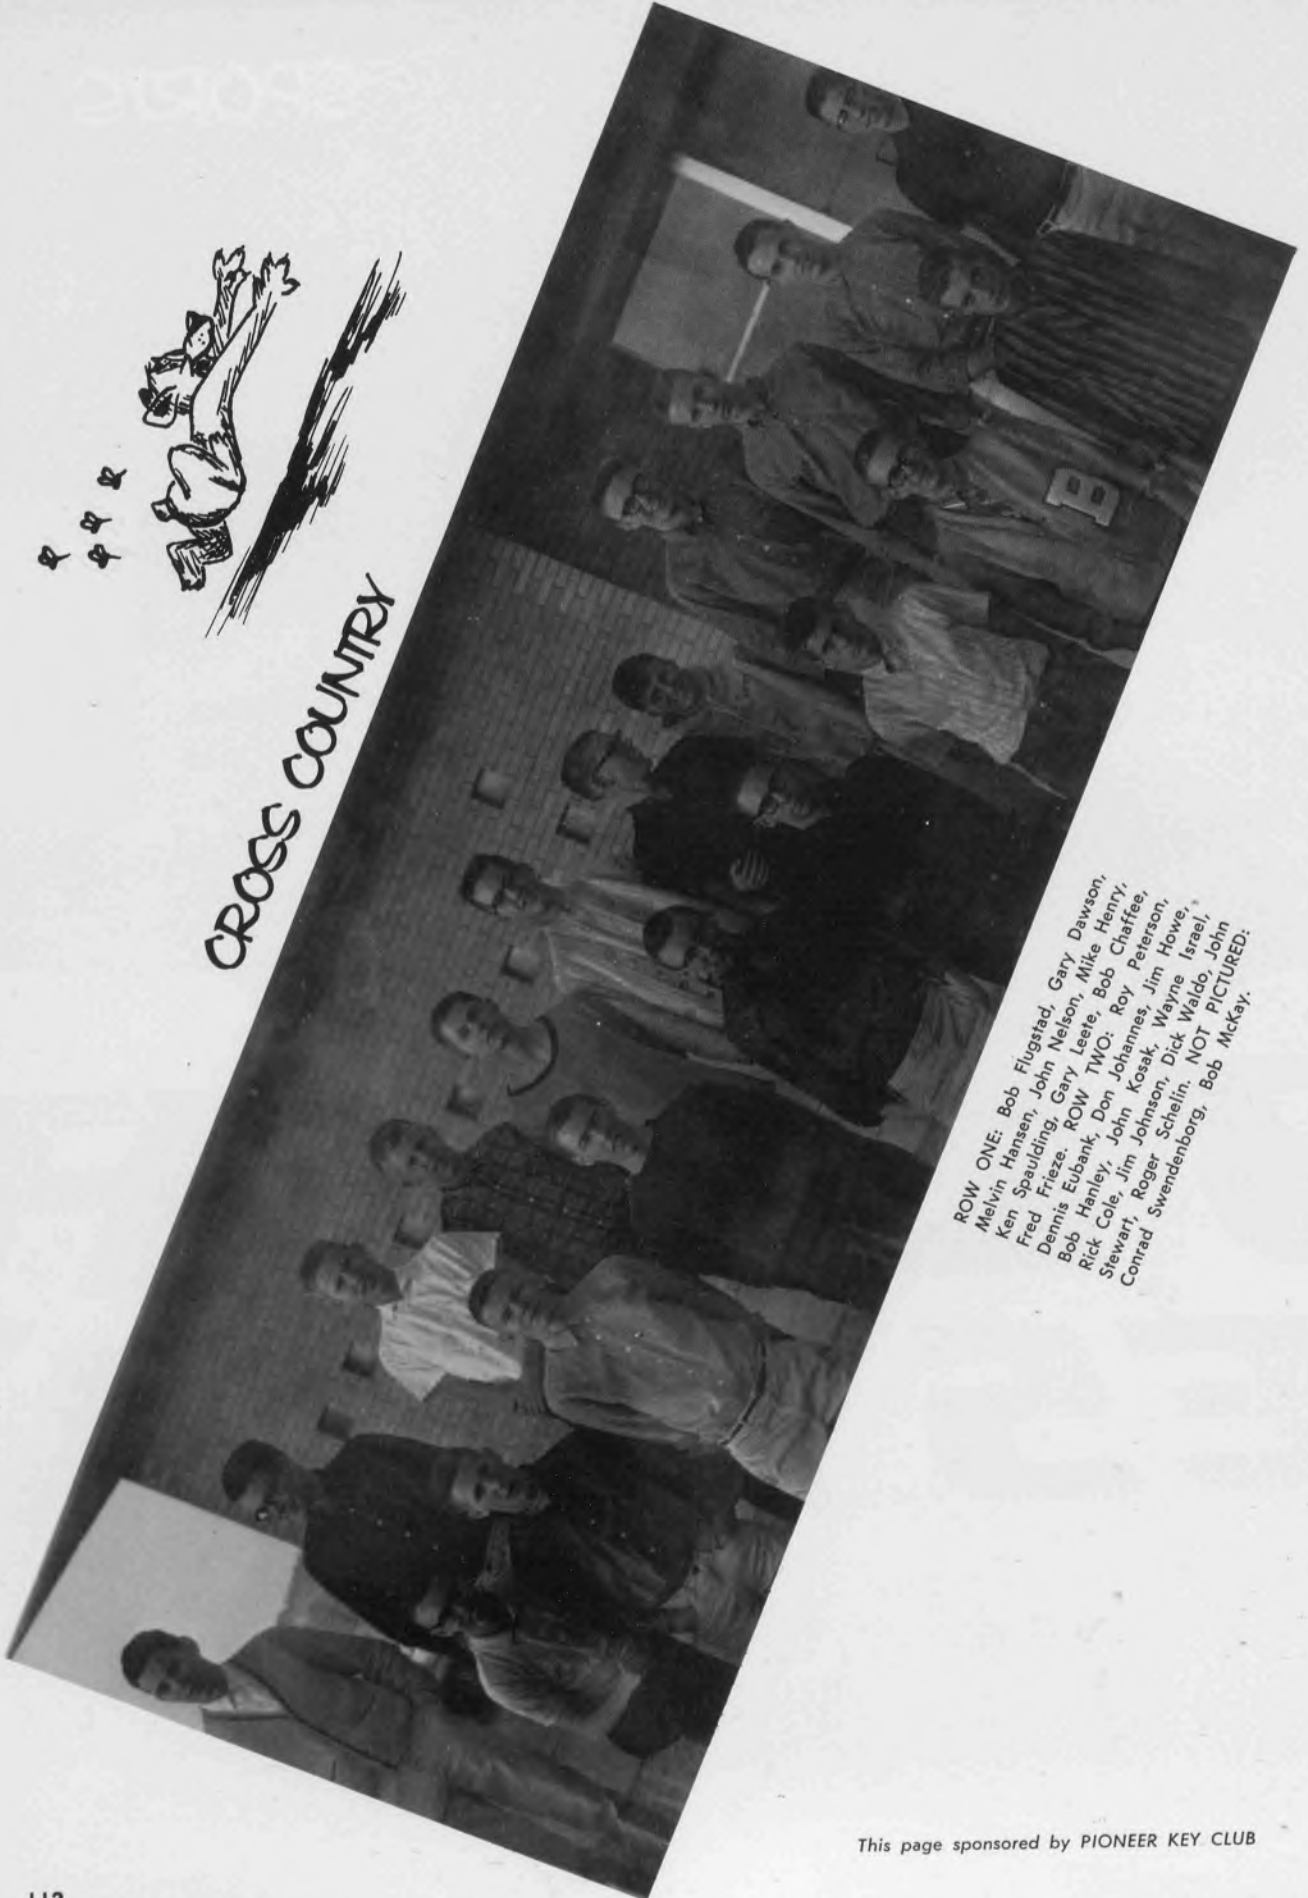 CROSS COUNTRY
ROW ONE: Bob Flugstad, Gary Dawson,
Melvin Hansen, John Nelson, Mike Henry,
Ken Spaulding, Gary Leete, Bob Chaffee,
Fred Frieze. ROW TWO: Roy Peterson,
Dennis Eubank, Don Johannes, Jim Howe,
Bob Hanley, John Kosak, Wayne Israel,
Rick Cole, Jim Johnson, Dick Waldo, John
Stewart, Roger Schelin. NOT PICTURED:
Conrad Swendenborg, Bob McKay.
B
This page sponsored by PIONEER KEY CLUB